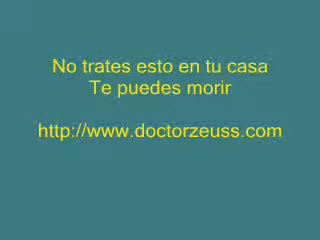 No trates esto en tu casa
Te puedes morir
http://www.doctorzeuss.com